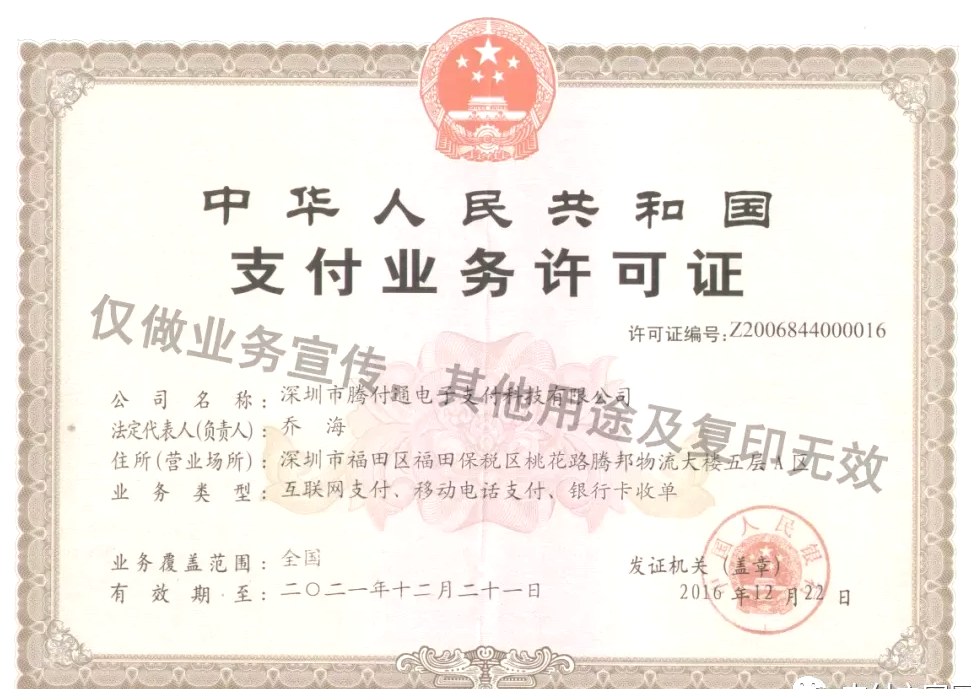 中华人民共和国
支付业务许可证
许可证编号:Z2006844000016
仅做业务宣传，其他用途及复印无效
公司名称:深圳市腾付通电子支付科技有限公司
法定代表人(负责人):乔 海
住所(营业场所):深圳市福田区福田保税区桃花路腾邦物流大楼五层A区
业务类型:互联网支付、移动电话支付、银行卡收单
业务覆盖范围:全国
有效期至:二〇二一年十二月二十一日
发证机关(盖章)
2016年12月22日
中国人民银行